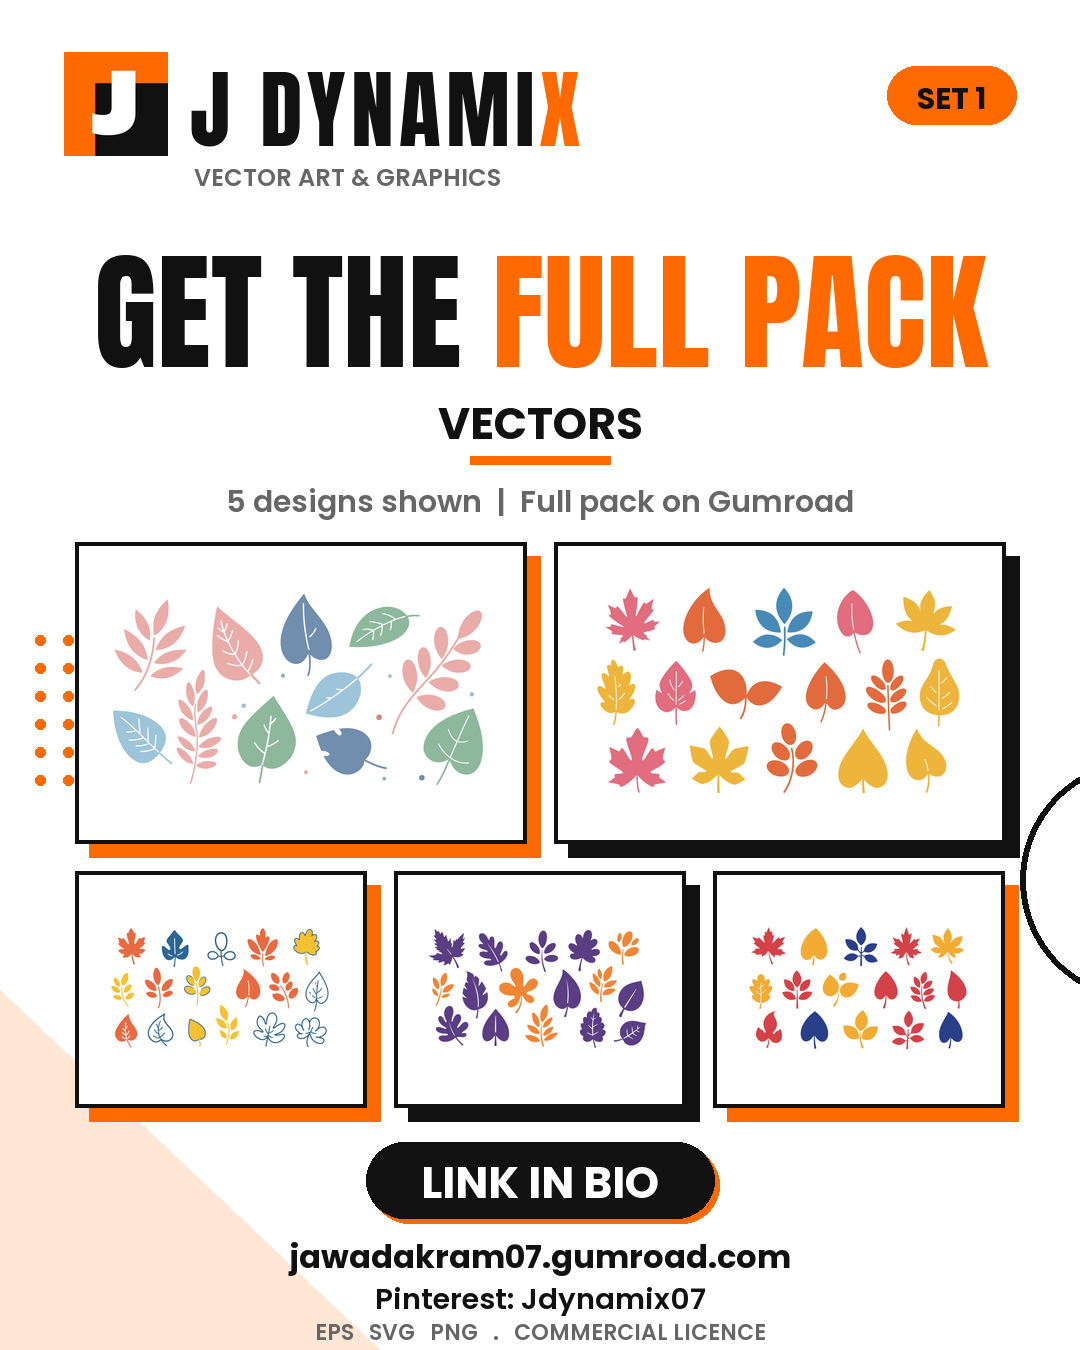 J
J DYNAMIX
VECTOR ART & GRAPHICS
SET 1
GET THE FULL PACK
VECTORS
5 designs shown | Full pack on Gumroad
LINK IN BIO
jawadakram07.gumroad.com
Pinterest: Jdynamix07
EPS SVG PNG . COMMERCIAL LICENCE